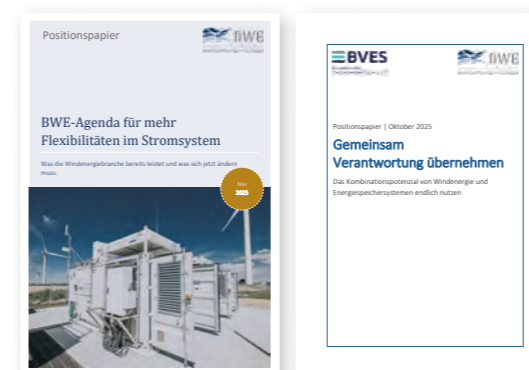 Positionspapier
BWE
BWE-Agenda für mehr
Flexibilitäten im Stromsystem
Was die Windenergiebranche bereits leistet und was sich jetzt ändern
muss.
Mai
2025
BVES
BWE
Positionspapier | Oktober 2025
Gemeinsam
Verantwortung übernehmen
Das Kombinationspotenzial von Windenergie und
Energiespeichersystemen endlich nutzen